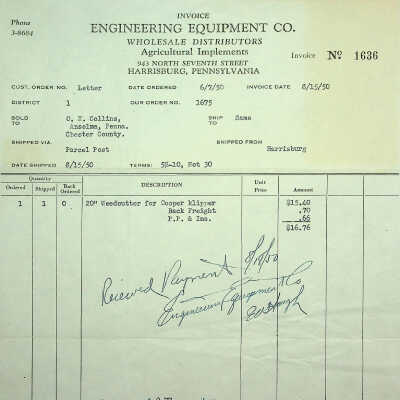 INVOICE
Phone
3-8684
ENGINEERING EQUIPMENT CO.
WHOLESALE DISTRIBUTORS
Agricultural Implements
943 NORTH SEVENTH STREET
HARRISBURG, PENNSYLVANIA
Invoice No 1636
CUST. ORDER NO. Letter DATE ORDERED 6/7/50 INVOICE DATE 8/15/50
DISTRICT 1 OUR ORDER NO. 1675
SOLD TO Collins, SHIP TO Same
Anselma, Penna.
Chester County.
SHIPPED VIA: SHIPPED FROM
Parcel Post Harrisburg
DATE SHIPPED 8/15/50 TERMS: 5%-10, Net 30
Quantity
Ordered Shipped Back Ordered DESCRIPTION Unit Price Amount
1 1 0 20" Weedcutter for Cooper klipper $15.40
Back Freight .70
P.P. & Ins. .66
$16.76
Received Payment
Engineering Equipment Co